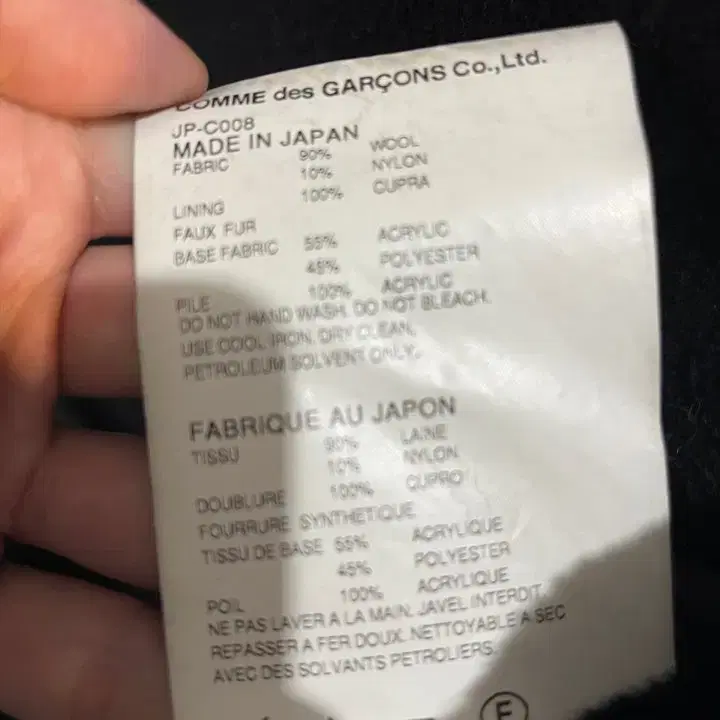 COMME des GARÇONS Co.,Ltd.
JP-C008
MADE IN JAPAN
FABRIC 90% WOOL
10% NYLON
LINING 100% CUPRA
FAUX FUR
BASE FABRIC 55% ACRYLIC
45% POLYESTER
PILE 100% ACRYLIC
DO NOT HAND WASH. DO NOT BLEACH.
USE COOL IRON. DRY CLEAN,
PETROLEUM SOLVENT ONLY.
FABRIQUE AU JAPON
TISSU 90% LAINE
10% NYLON
DOUBLURE 100% CUPRO
FOURRURE SYNTHETIQUE
TISSU DE BASE 55% ACRYLIQUE
45% POLYESTER
POIL 100% ACRYLIQUE
NE PAS LAVER A LA MAIN. JAVEL INTERDIT.
REPASSER A FER DOUX. NETTOYABLE A SEC
AVEC DES SOLVANTS PETROLIERS.
F